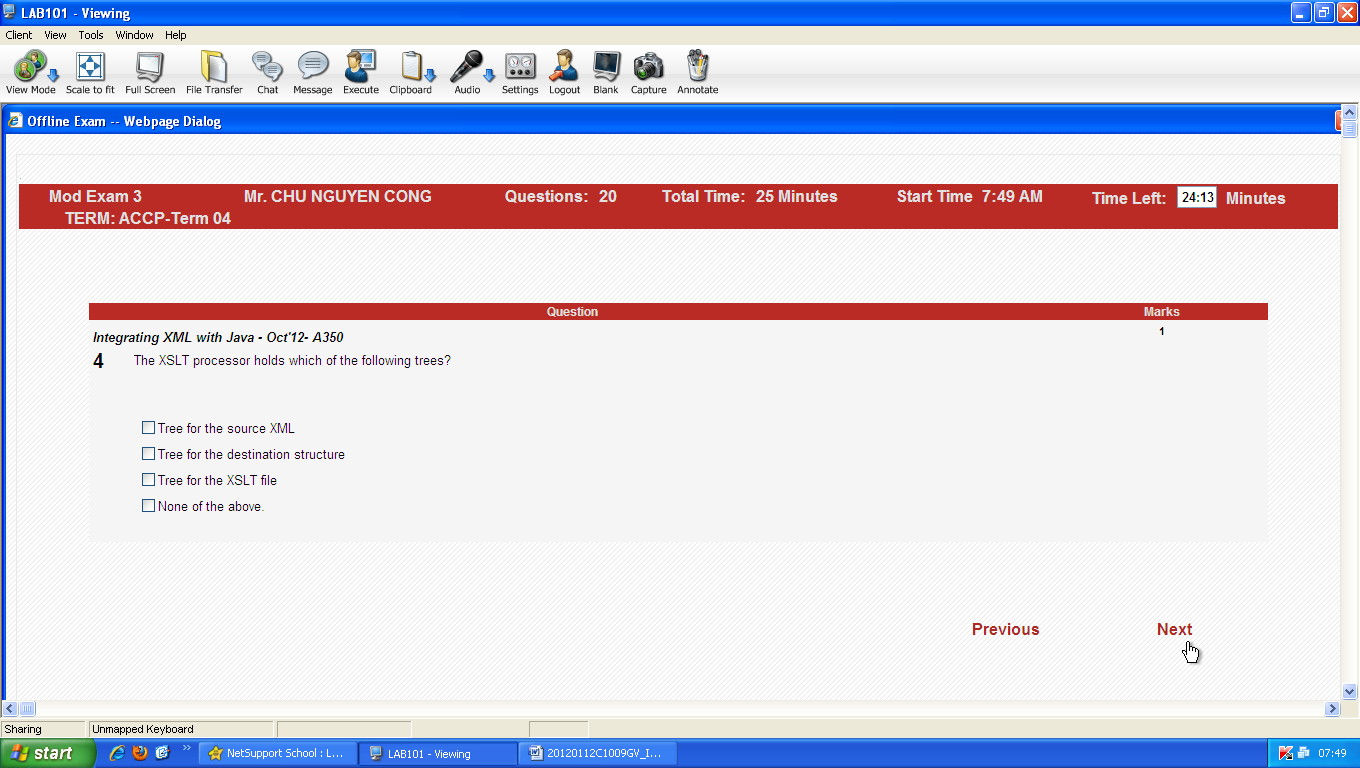 LAB101 - Viewing
Client View Tools Window Help
View Mode Scale to fit Full Screen File Transfer Chat Message Execute Clipboard Audio Settings Logout Blank Capture Annotate
Offline Exam -- Webpage Dialog
Mod Exam 3 Mr. CHU NGUYEN CONG Questions: 20 Total Time: 25 Minutes Start Time 7:49 AM Time Left: 24:13 Minutes
TERM: ACCP-Term 04
Question Marks
Integrating XML with Java - Oct'12- A350 1
4 The XSLT processor holds which of the following trees?
Tree for the source XML
Tree for the destination structure
Tree for the XSLT file
None of the above.
Previous Next
Sharing Unmapped Keyboard
start NetSupport School : L... LAB101 - Viewing 20120112C1009GV_I... 07:49